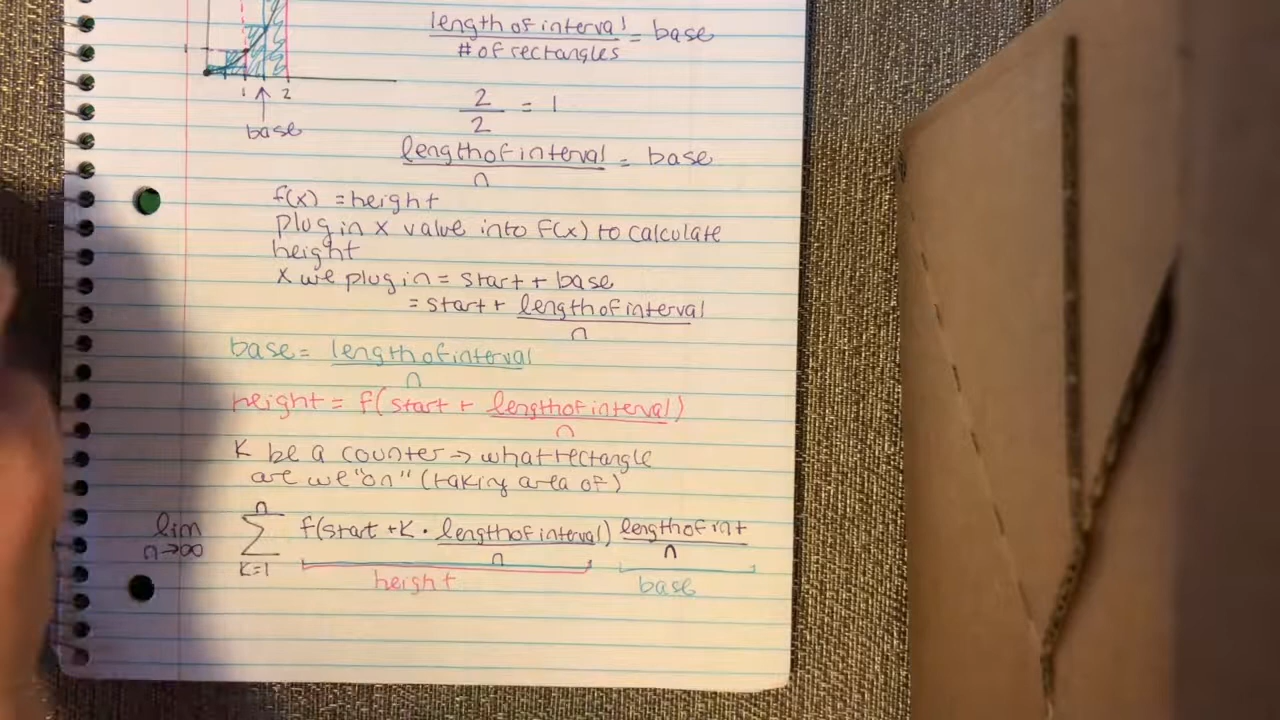 length of interval = base
# of rectangles
1
2/2 = 1
1 2
base
length of interval = base
n
f(x) = height
plug in x value into f(x) to calculate
height
x we plug in = start + base
= start + length of interval
n
base = length of interval
n
height = f(start + length of interval)
n
K be a counter → what rectangle
are we "on" (taking area of)
n
lim Σ f(start + K · length of interval) length of int
n→∞ K=1 n n
height base